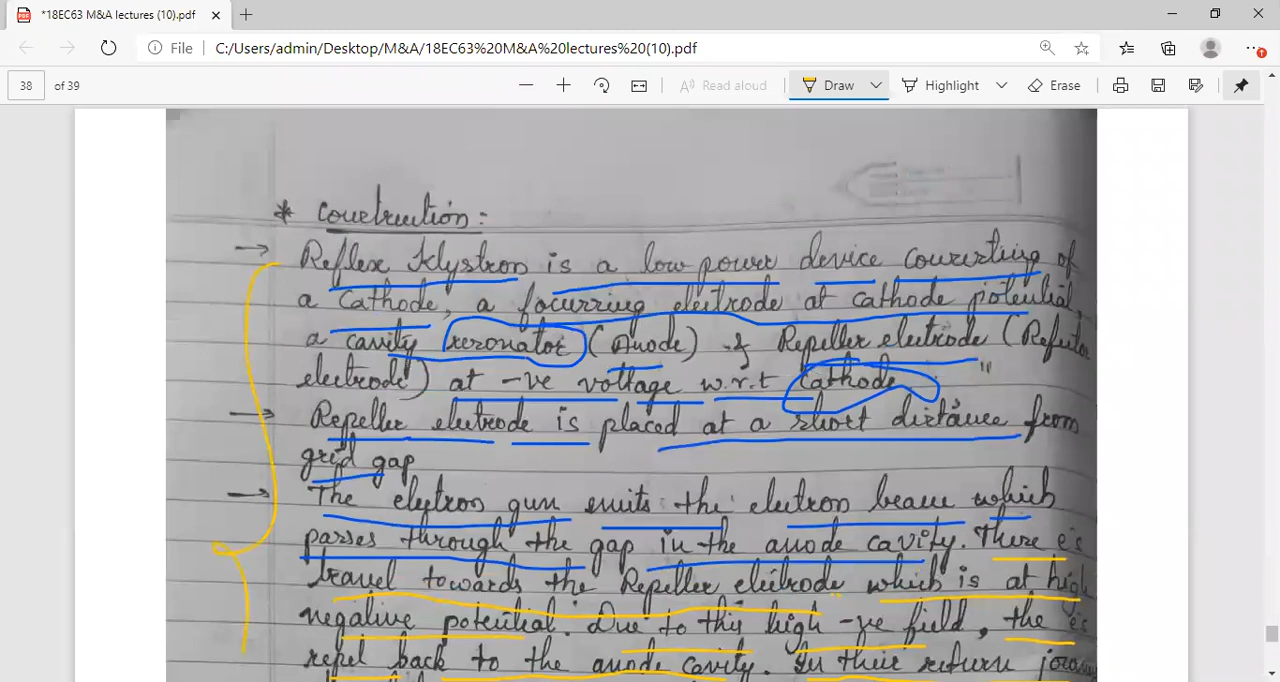 *18EC63 M&A lectures (10).pdf
File C:/Users/admin/Desktop/M&A/18EC63%20M&A%20lectures%20(10).pdf
38 of 39 Read aloud Draw Highlight Erase
* Construction:
→ Reflex Klystron is a low power device consisting of
a Cathode, a focussing electrode at cathode potential,
a cavity resonator (Anode) & Repeller electrode (Reflector
electrode) at -ve voltage w.r.t Cathode
→ Repeller electrode is placed at a short distance from
grid gap
→ The electron gun emits the electron beam which
passes through the gap in the anode cavity. These e's
travel towards the Repeller electrode which is at high
negative potential. Due to this high -ve field, the e's
repel back to the anode cavity. In their return